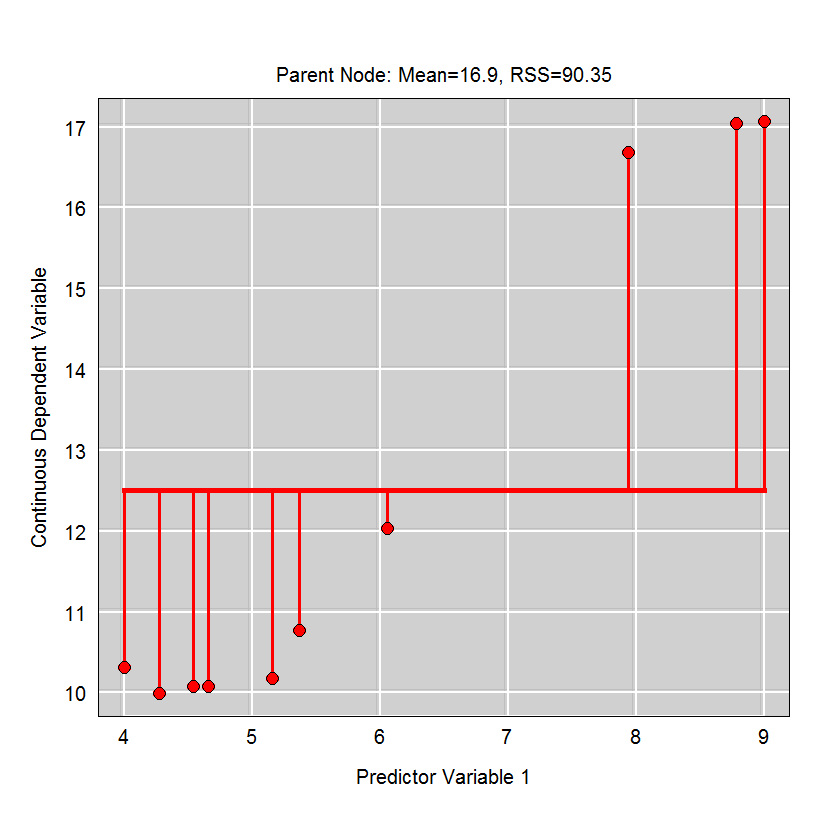 Parent Node: Mean=16.9, RSS=90.35
Continuous Dependent Variable
17
16
15
14
13
12
11
10
4 5 6 7 8 9
Predictor Variable 1